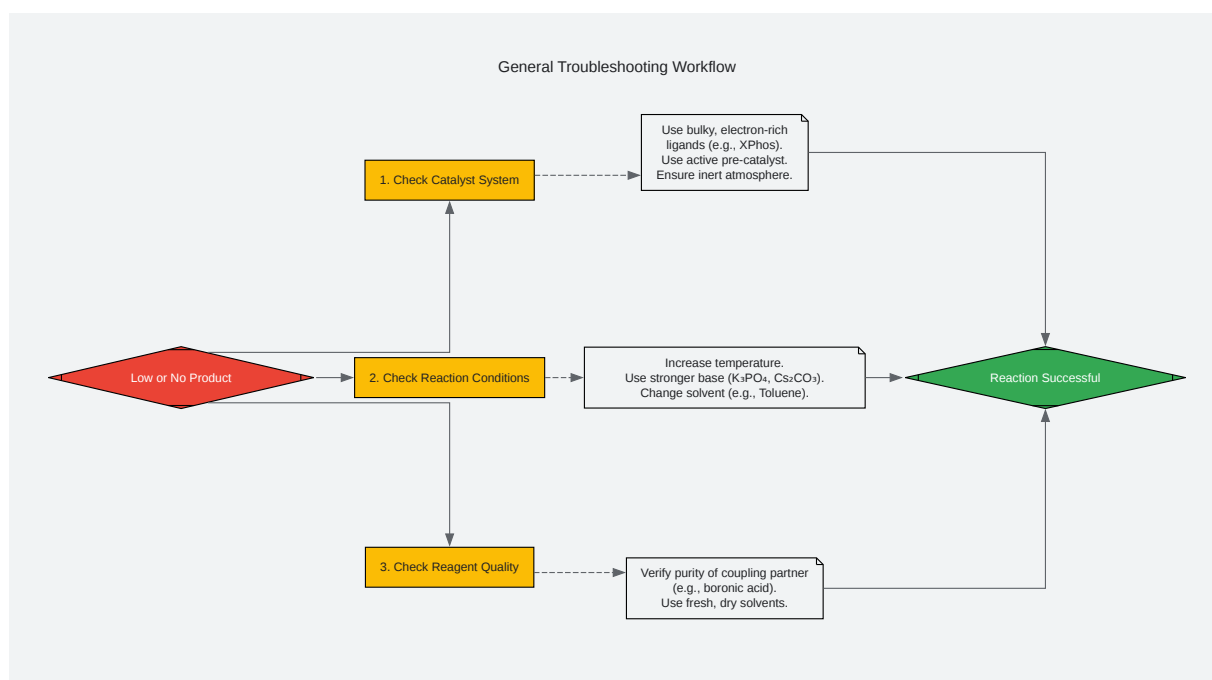 General Troubleshooting Workflow
Use bulky, electron-rich
ligands (e.g., XPhos).
Use active pre-catalyst.
Ensure inert atmosphere.
1. Check Catalyst System
Low or No Product
2. Check Reaction Conditions
Increase temperature.
Use stronger base (K₃PO₄, Cs₂CO₃).
Change solvent (e.g., Toluene).
Reaction Successful
3. Check Reagent Quality
Verify purity of coupling partner
(e.g., boronic acid).
Use fresh, dry solvents.